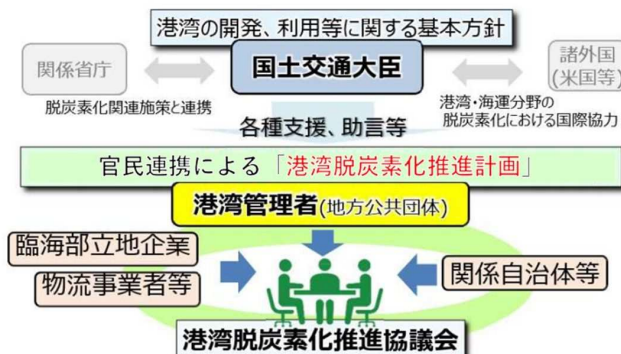 港湾の開発、利用等に関する基本方針
関係省庁
国土交通大臣
諸外国
(米国等)
脱炭素化関連施策と連携
港湾・海運分野の
脱炭素化における国際協力
各種支援、助言等
官民連携による「港湾脱炭素化推進計画」
港湾管理者(地方公共団体)
臨海部立地企業
物流事業者等
関係自治体等
港湾脱炭素化推進協議会